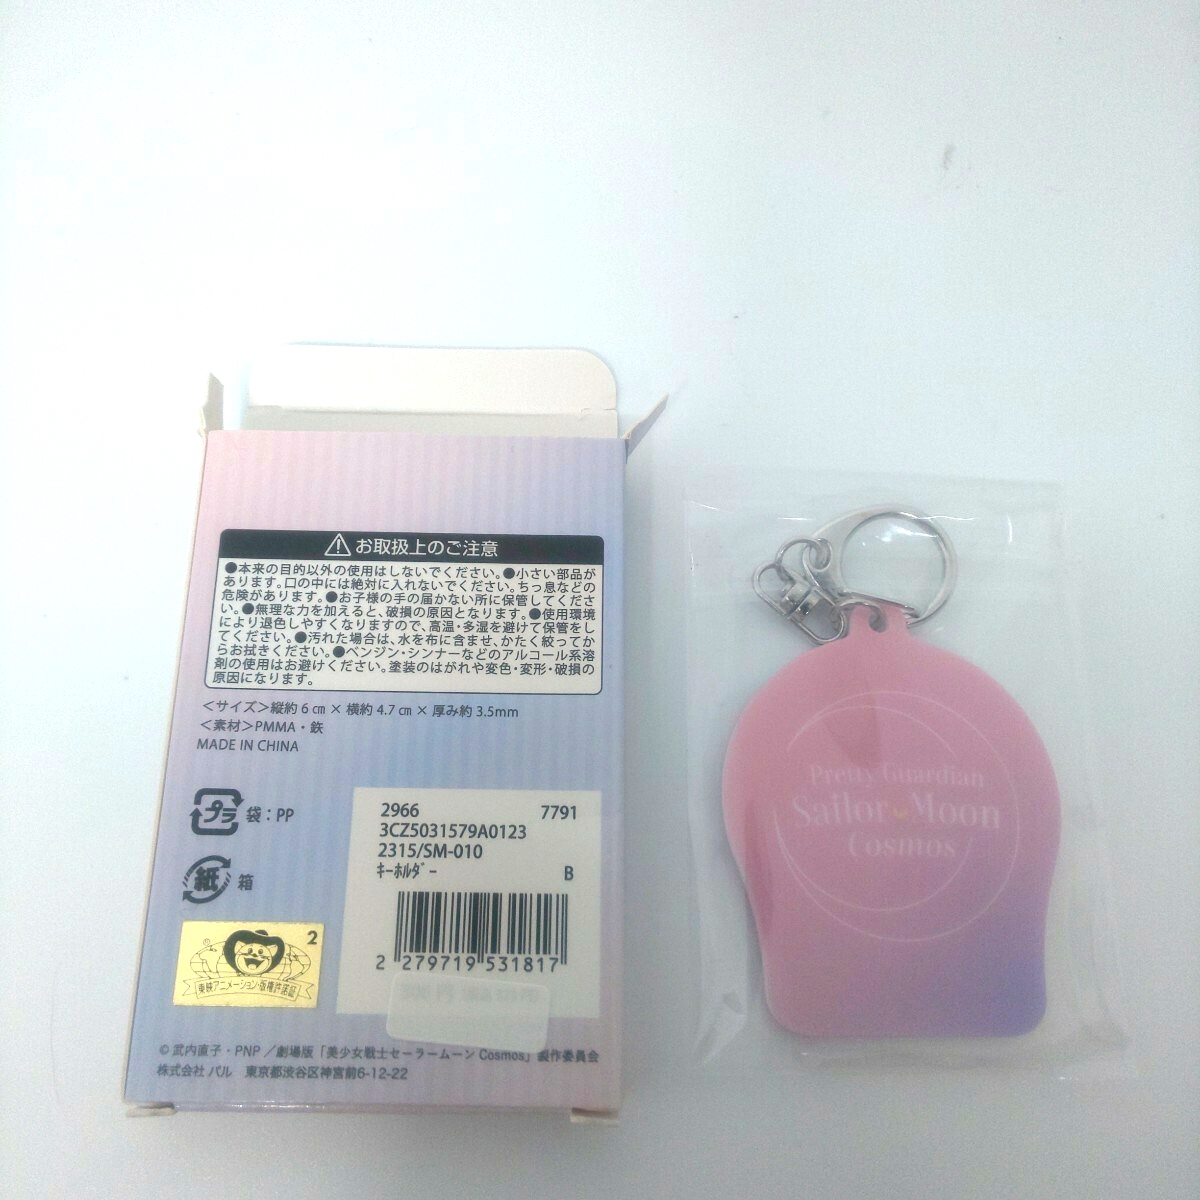 お取扱上のご注意
●本来の目的以外の使用はしないでください。●小さい部品が
あります。口の中には絶対に入れないでください。ちっ息などの
危険があります。●お子様の手の届かない所に保管してくださ
い。●無理な力を加えると、破損の原因となります。●使用環境
により退色しやすくなりますので、高温・多湿を避けて保管をし
てください。●汚れた場合は、水を布に含ませ、かたく絞ってか
らお拭きください。●ベンジン・シンナーなどのアルコール系溶
剤の使用はお避けください。塗装のはがれや変色・変形・破損の
原因になります。
＜サイズ＞縦約 6 ㎝ × 横約 4.7 ㎝ × 厚み約 3.5mm
＜素材＞PMMA・鉄
MADE IN CHINA
プラ 袋：PP
紙 箱
2966 7791
3CZ5031579A0123
2315/SM-010
ｷｰﾎﾙﾀﾞｰ B
2 279719 531817
2
東映アニメーション・版権許諾証
© 武内直子・PNP／劇場版「美少女戦士セーラームーン Cosmos」製作委員会
株式会社 パル 東京都渋谷区神宮前6-12-22
Pretty Guardian
Sailor Moon
Cosmos